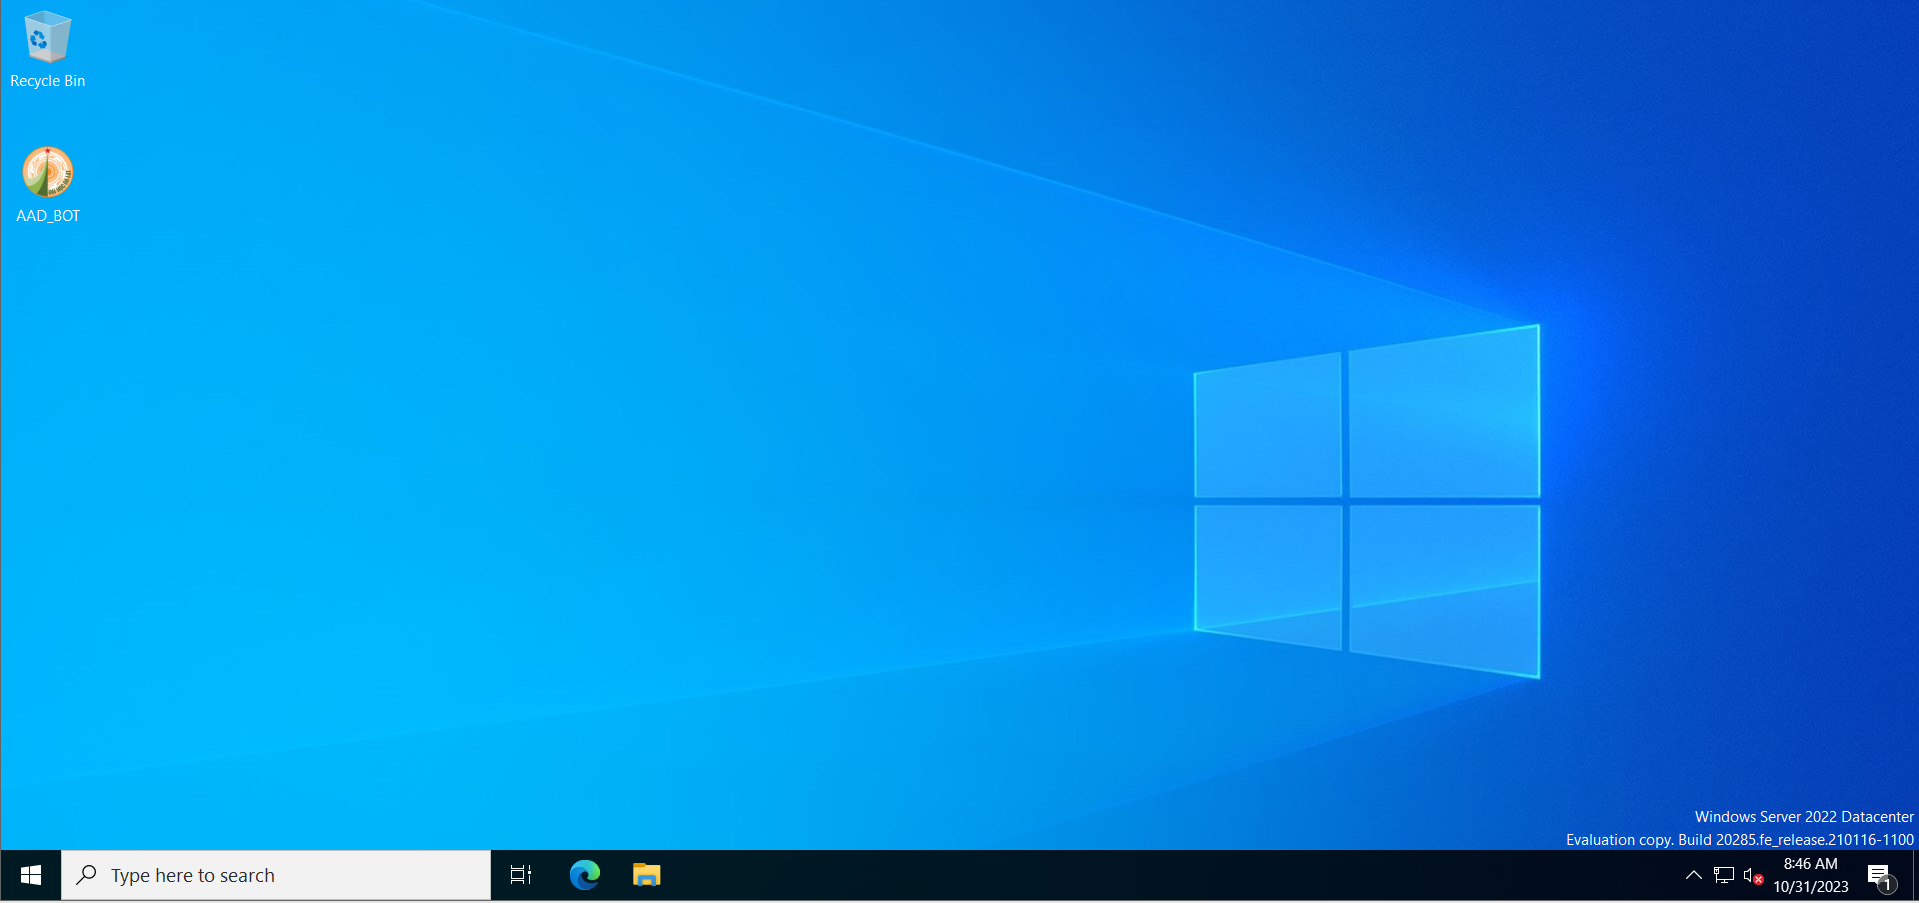 Recycle Bin
AAD_BOT
Windows Server 2022 Datacenter
Evaluation copy. Build 20285.fe_release.210116-1100
Type here to search
8:46 AM
10/31/2023
1